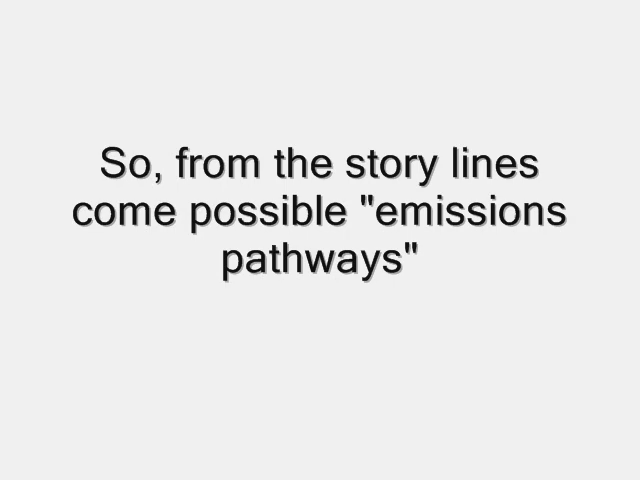 So, from the story lines
come possible "emissions
pathways"